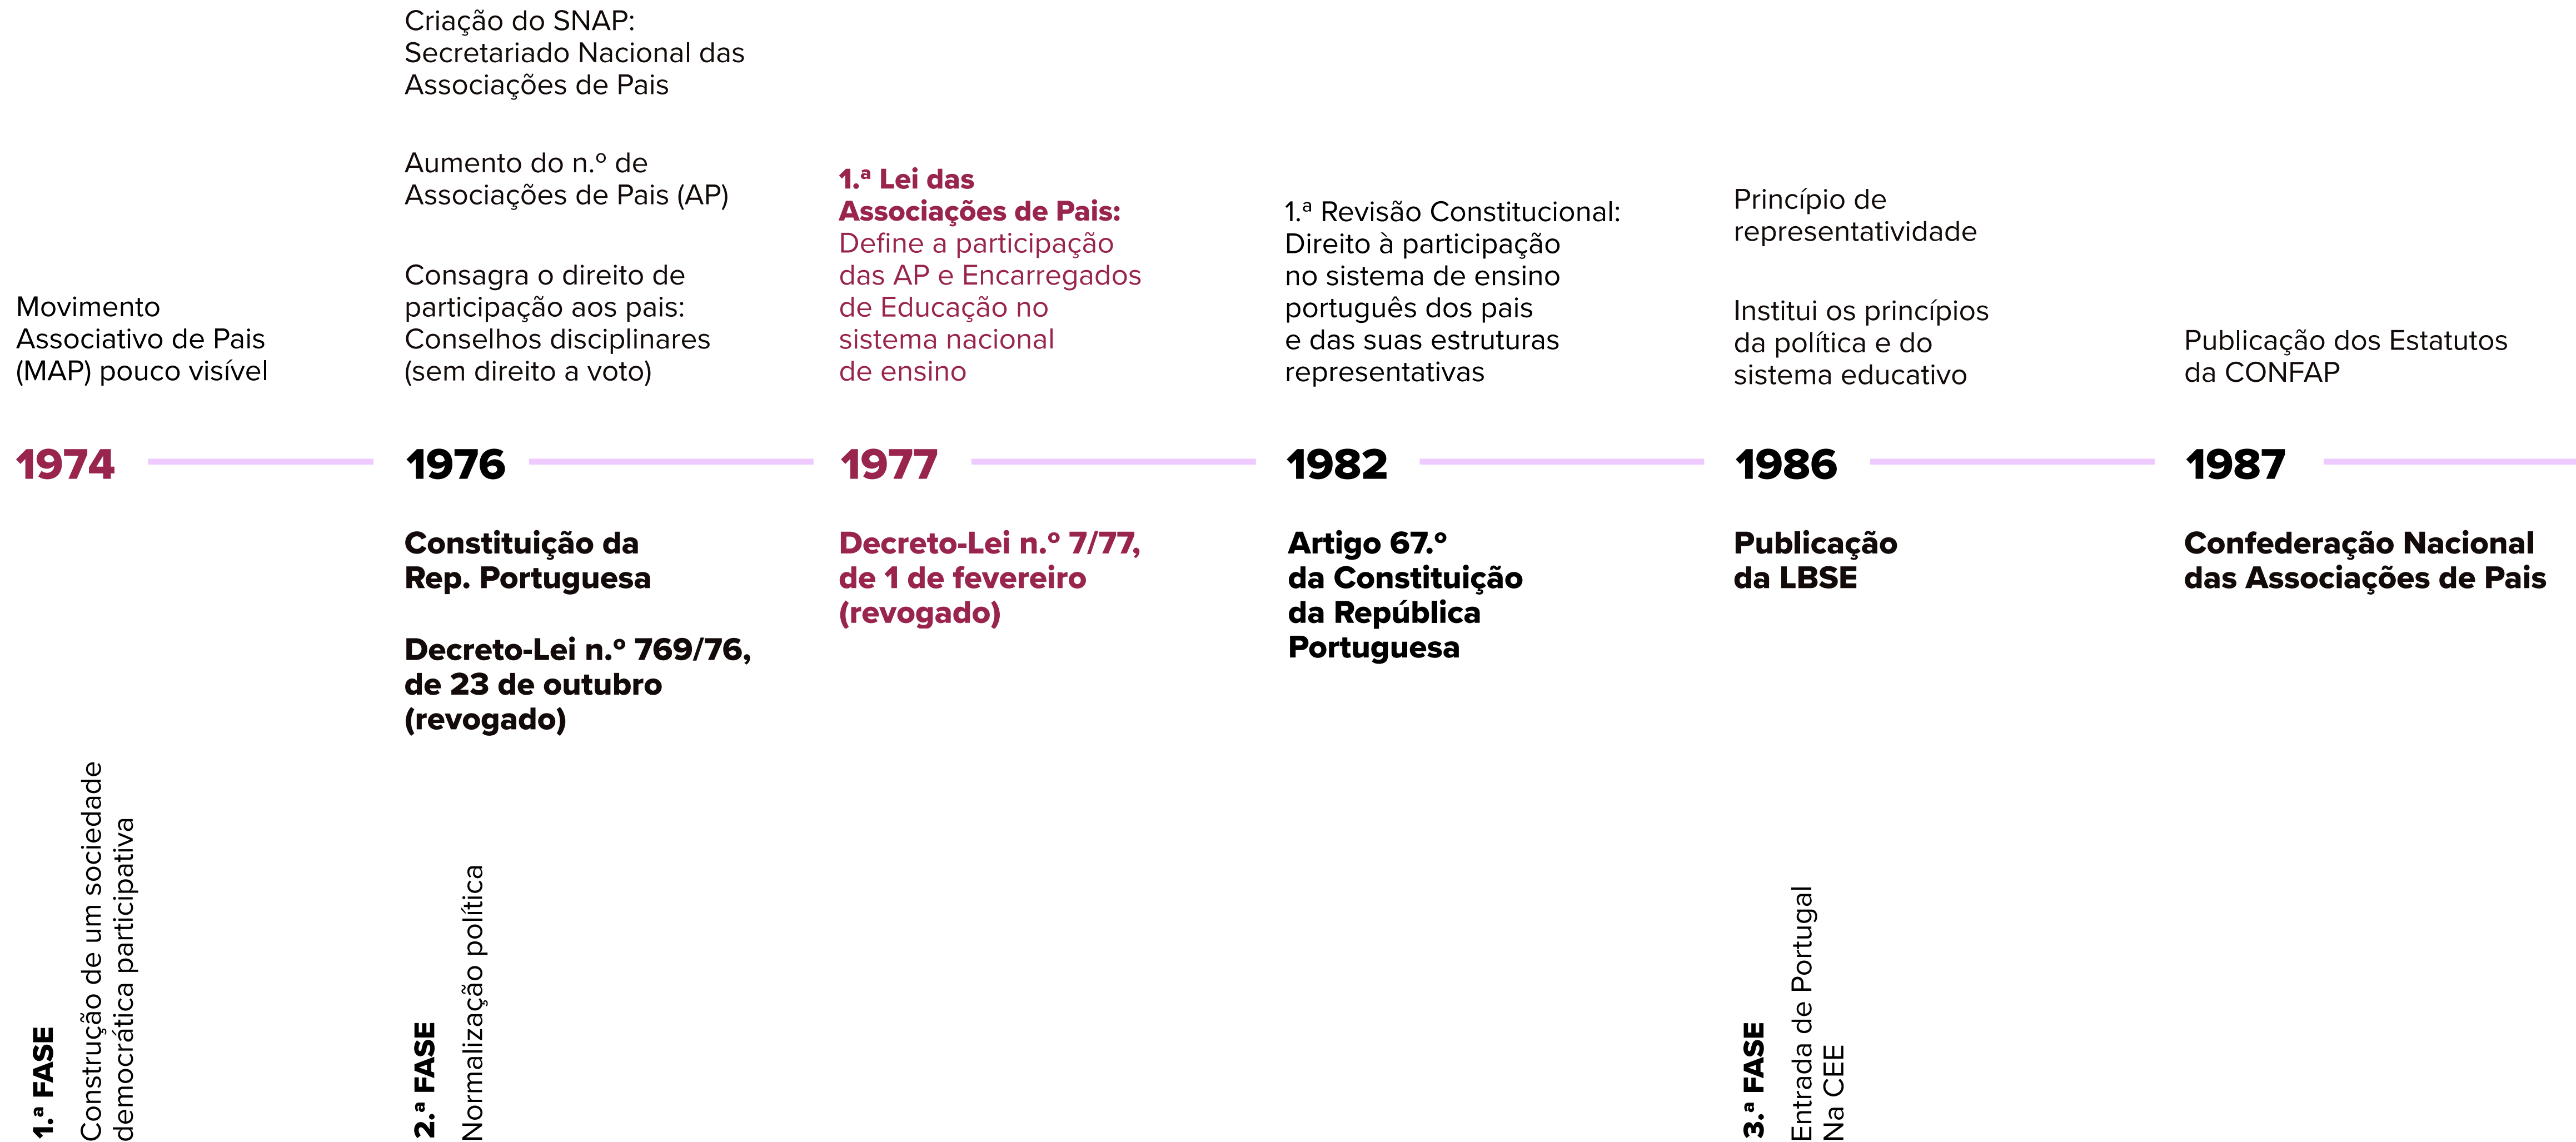 Movimento
Associativo de Pais
(MAP) pouco visível
1974
1.ª FASE
Construção de um sociedade
democrática participativa
Criação do SNAP:
Secretariado Nacional das
Associações de Pais
Aumento do n.º de
Associações de Pais (AP)
Consagra o direito de
participação aos pais:
Conselhos disciplinares
(sem direito a voto)
1976
Constituição da
Rep. Portuguesa
Decreto-Lei n.º 769/76,
de 23 de outubro
(revogado)
2.ª FASE
Normalização política
1.ª Lei das
Associações de Pais:
Define a participação
das AP e Encarregados
de Educação no
sistema nacional
de ensino
1977
Decreto-Lei n.º 7/77,
de 1 de fevereiro
(revogado)
1.ª Revisão Constitucional:
Direito à participação
no sistema de ensino
português dos pais
e das suas estruturas
representativas
1982
Artigo 67.º
da Constituição
da República
Portuguesa
Princípio de
representatividade
Institui os princípios
da política e do
sistema educativo
1986
Publicação
da LBSE
3.ª FASE
Entrada de Portugal
Na CEE
Publicação dos Estatutos
da CONFAP
1987
Confederação Nacional
das Associações de Pais